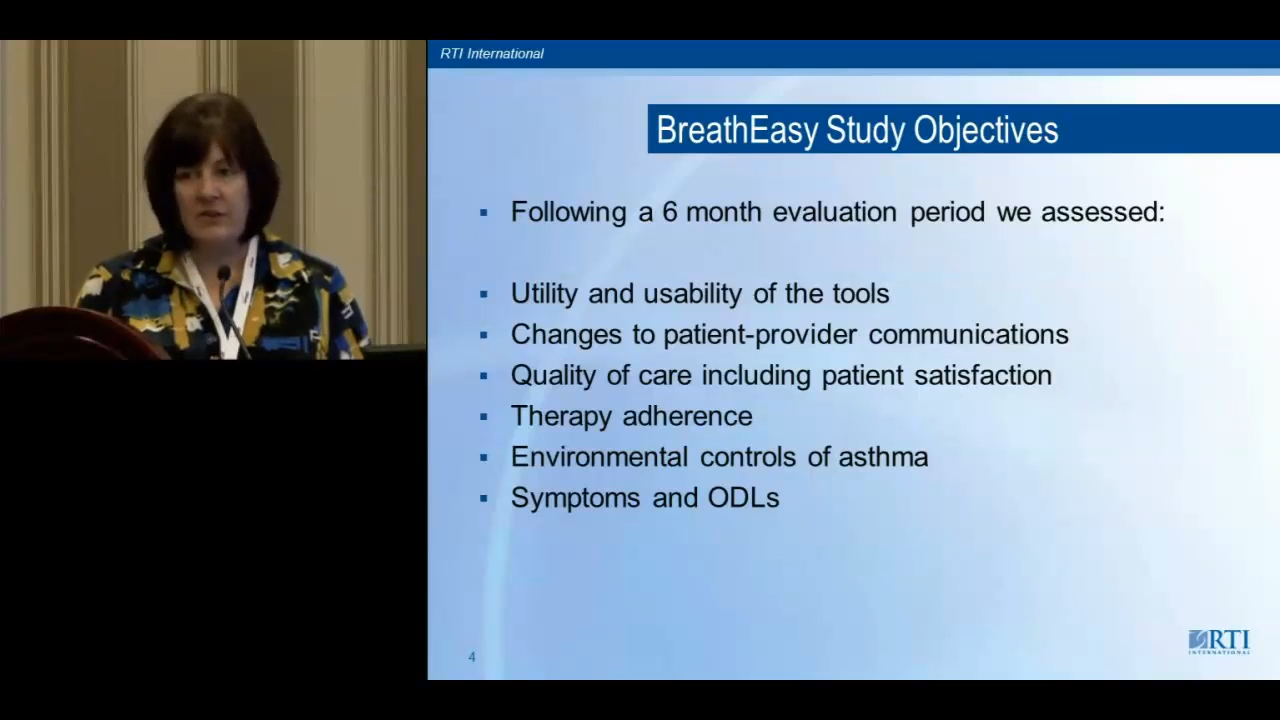 RTI International
BreathEasy Study Objectives
▪ Following a 6 month evaluation period we assessed:
▪ Utility and usability of the tools
▪ Changes to patient-provider communications
▪ Quality of care including patient satisfaction
▪ Therapy adherence
▪ Environmental controls of asthma
▪ Symptoms and ODLs
4
RTI
INTERNATIONAL